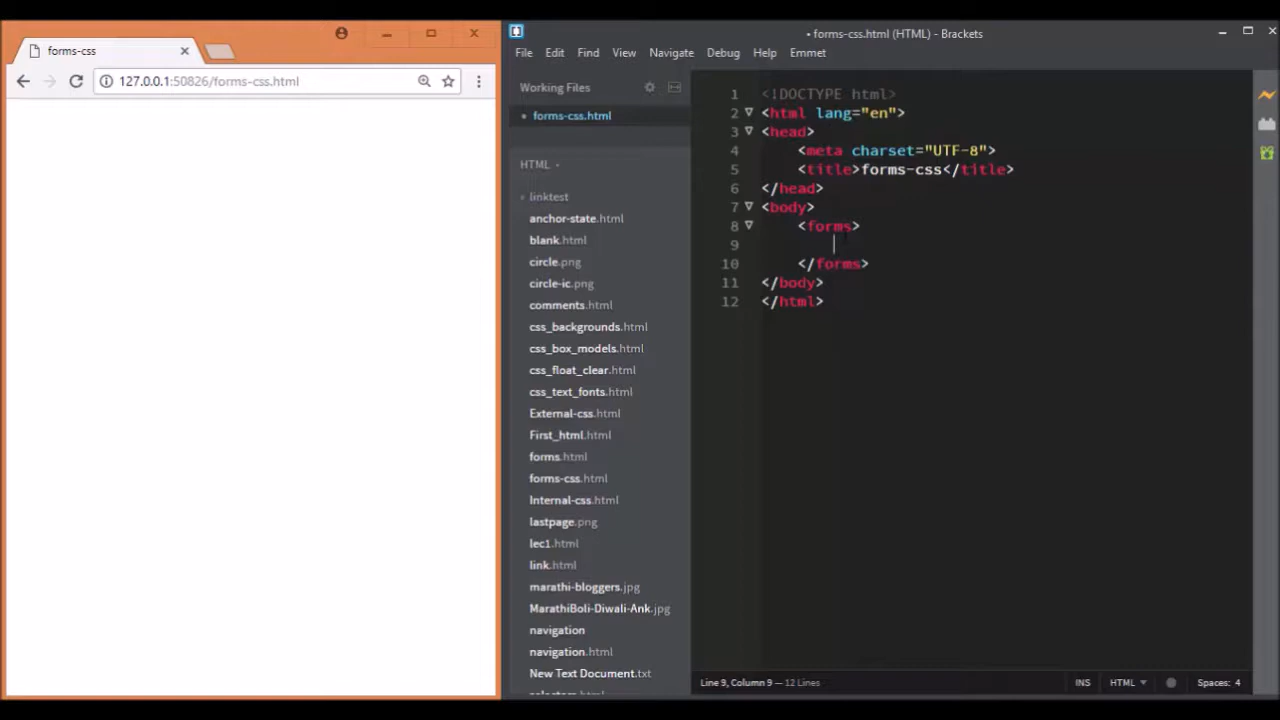 forms-css
127.0.0.1:50826/forms-css.html
• forms-css.html (HTML) - Brackets
File Edit Find View Navigate Debug Help Emmet
Working Files
forms-css.html
HTML
linktest
anchor-state.html
blank.html
circle.png
circle-ic.png
comments.html
css_backgrounds.html
css_box_models.html
css_float_clear.html
css_text_fonts.html
External-css.html
First_html.html
forms.html
forms-css.html
Internal-css.html
lastpage.png
lec1.html
link.html
marathi-bloggers.jpg
MarathiBoli-Diwali-Ank.jpg
navigation
navigation.html
New Text Document.txt
selectors.html
1 <!DOCTYPE html>
2 <html lang="en">
3 <head>
4 <meta charset="UTF-8">
5 <title>forms-css</title>
6 </head>
7 <body>
8 <forms>
9
10 </forms>
11 </body>
12 </html>
Line 9, Column 9 — 12 Lines
INS HTML Spaces: 4